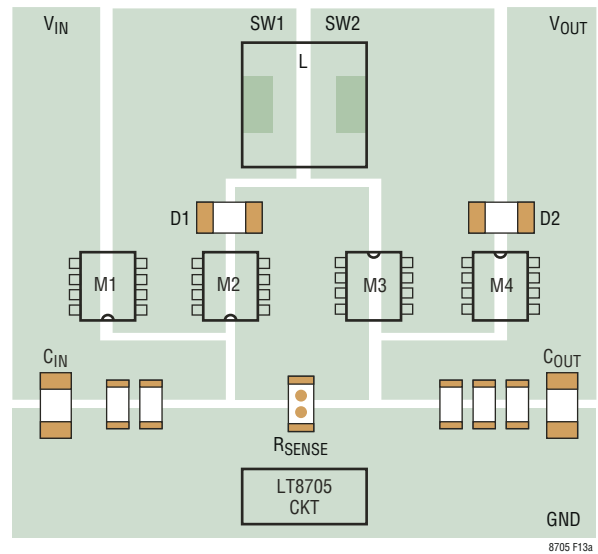 VIN SW1 SW2 VOUT
L
D1 D2
M1 M2 M3 M4
CIN COUT
RSENSE
LT8705
CKT
GND
8705 F13a